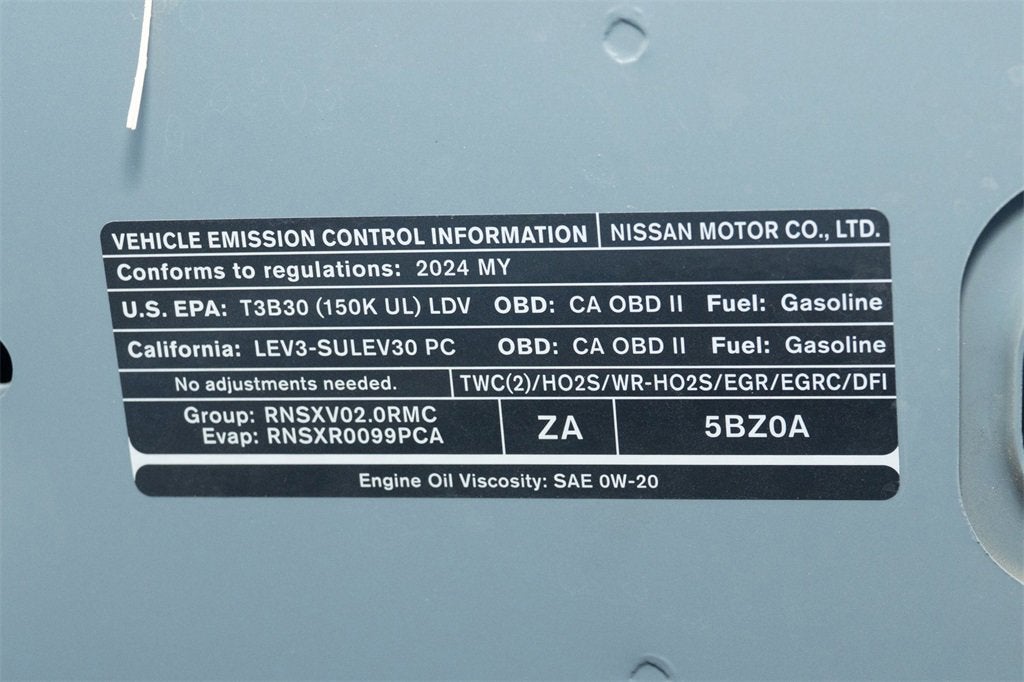 VEHICLE EMISSION CONTROL INFORMATION NISSAN MOTOR CO., LTD.
Conforms to regulations: 2024 MY
U.S. EPA: T3B30 (150K UL) LDV OBD: CA OBD II Fuel: Gasoline
California: LEV3-SULEV30 PC OBD: CA OBD II Fuel: Gasoline
No adjustments needed. TWC(2)/HO2S/WR-HO2S/EGR/EGRC/DFI
Group: RNSXV02.0RMC
Evap: RNSXR0099PCA
ZA
5BZ0A
Engine Oil Viscosity: SAE 0W-20